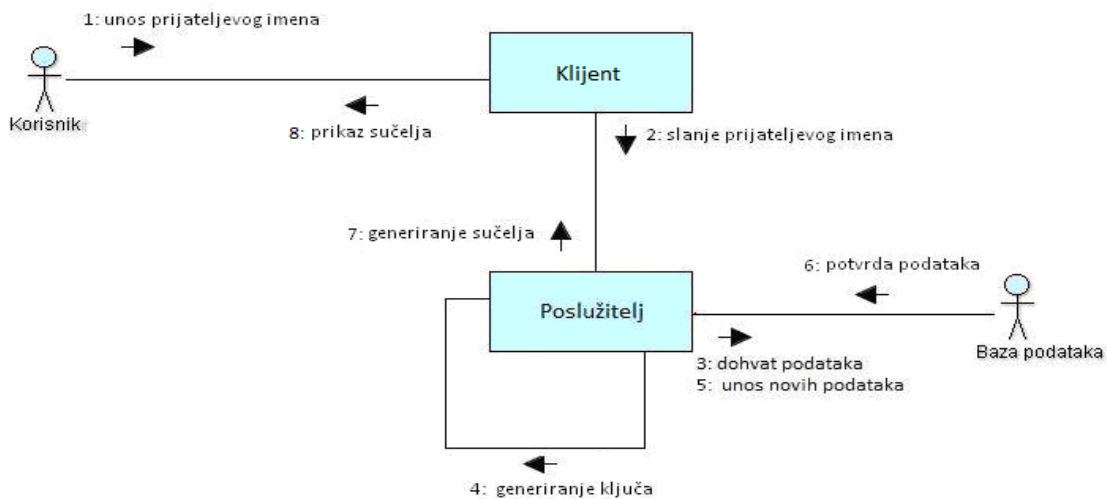 1: unos prijateljevog imena
Klijent
Korisnik
8: prikaz sučelja
2: slanje prijateljevog imena
7: generiranje sučelja
6: potvrda podataka
Poslužitelj
Baza podataka
3: dohvat podataka
5: unos novih podataka
4: generiranje ključa